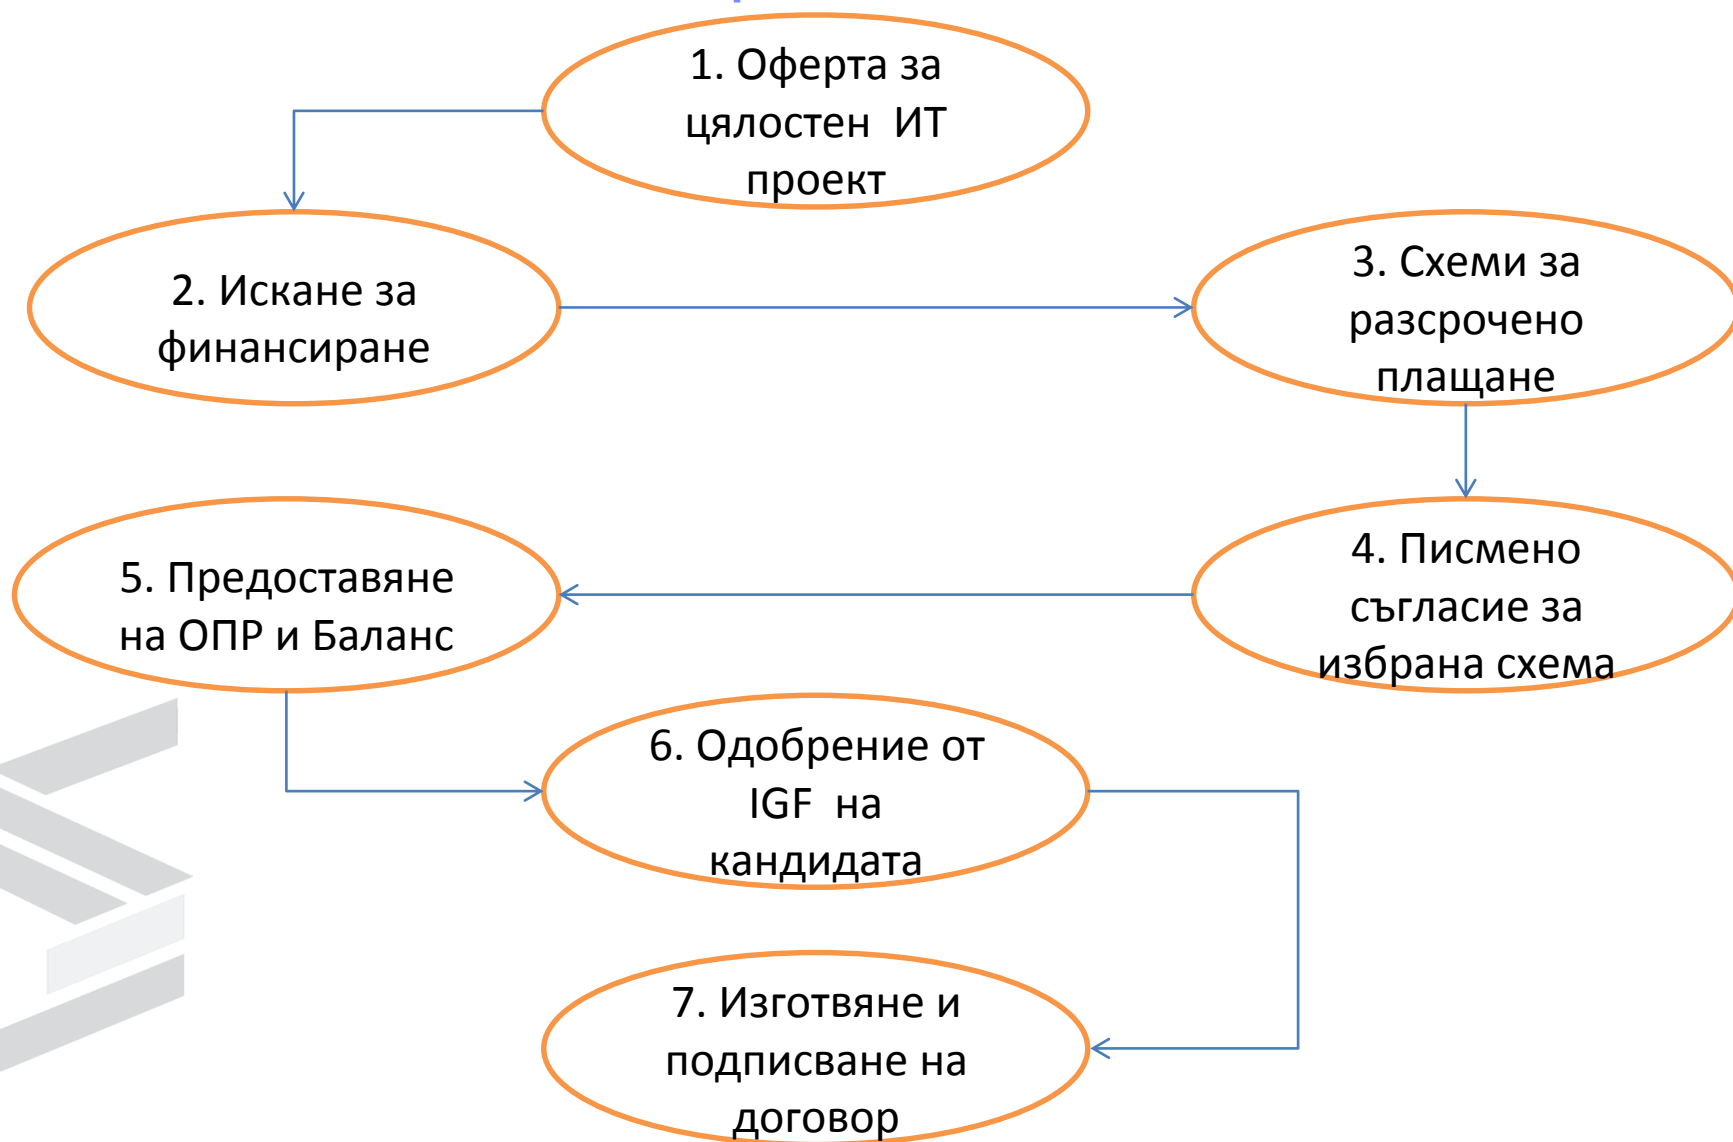 1. Оферта за
цялостен ИТ
проект
2. Искане за
финансиране
3. Схеми за
разсрочено
плащане
4. Писмено
съгласие за
избрана схема
5. Предоставяне
на ОПР и Баланс
6. Одобрение от
IGF на
кандидата
7. Изготвяне и
подписване на
договор